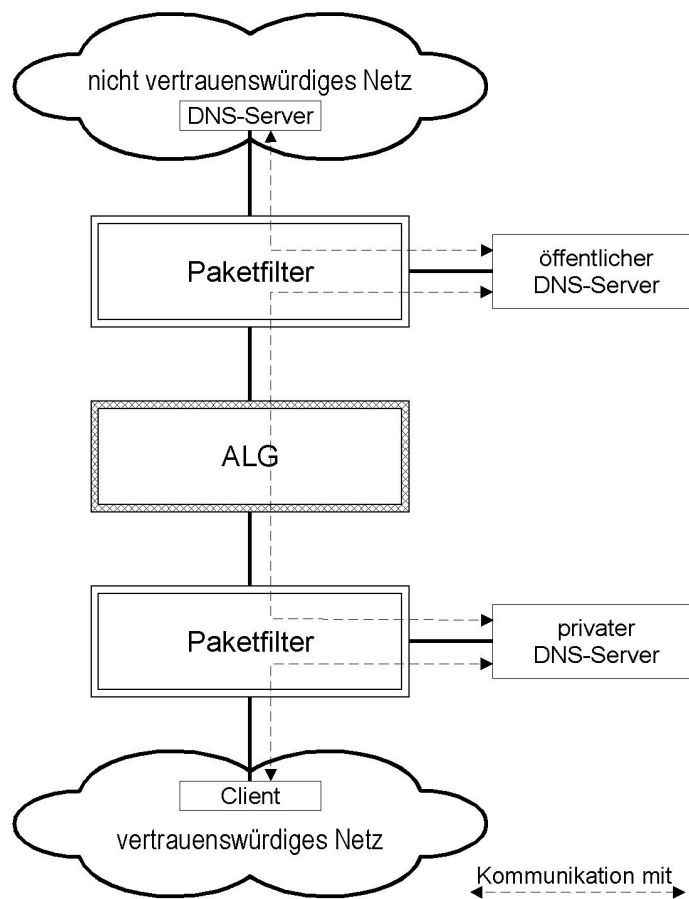 nicht vertrauenswürdiges Netz
DNS-Server
Paketfilter
öffentlicher
DNS-Server
ALG
Paketfilter
privater
DNS-Server
Client
vertrauenswürdiges Netz
Kommunikation mit